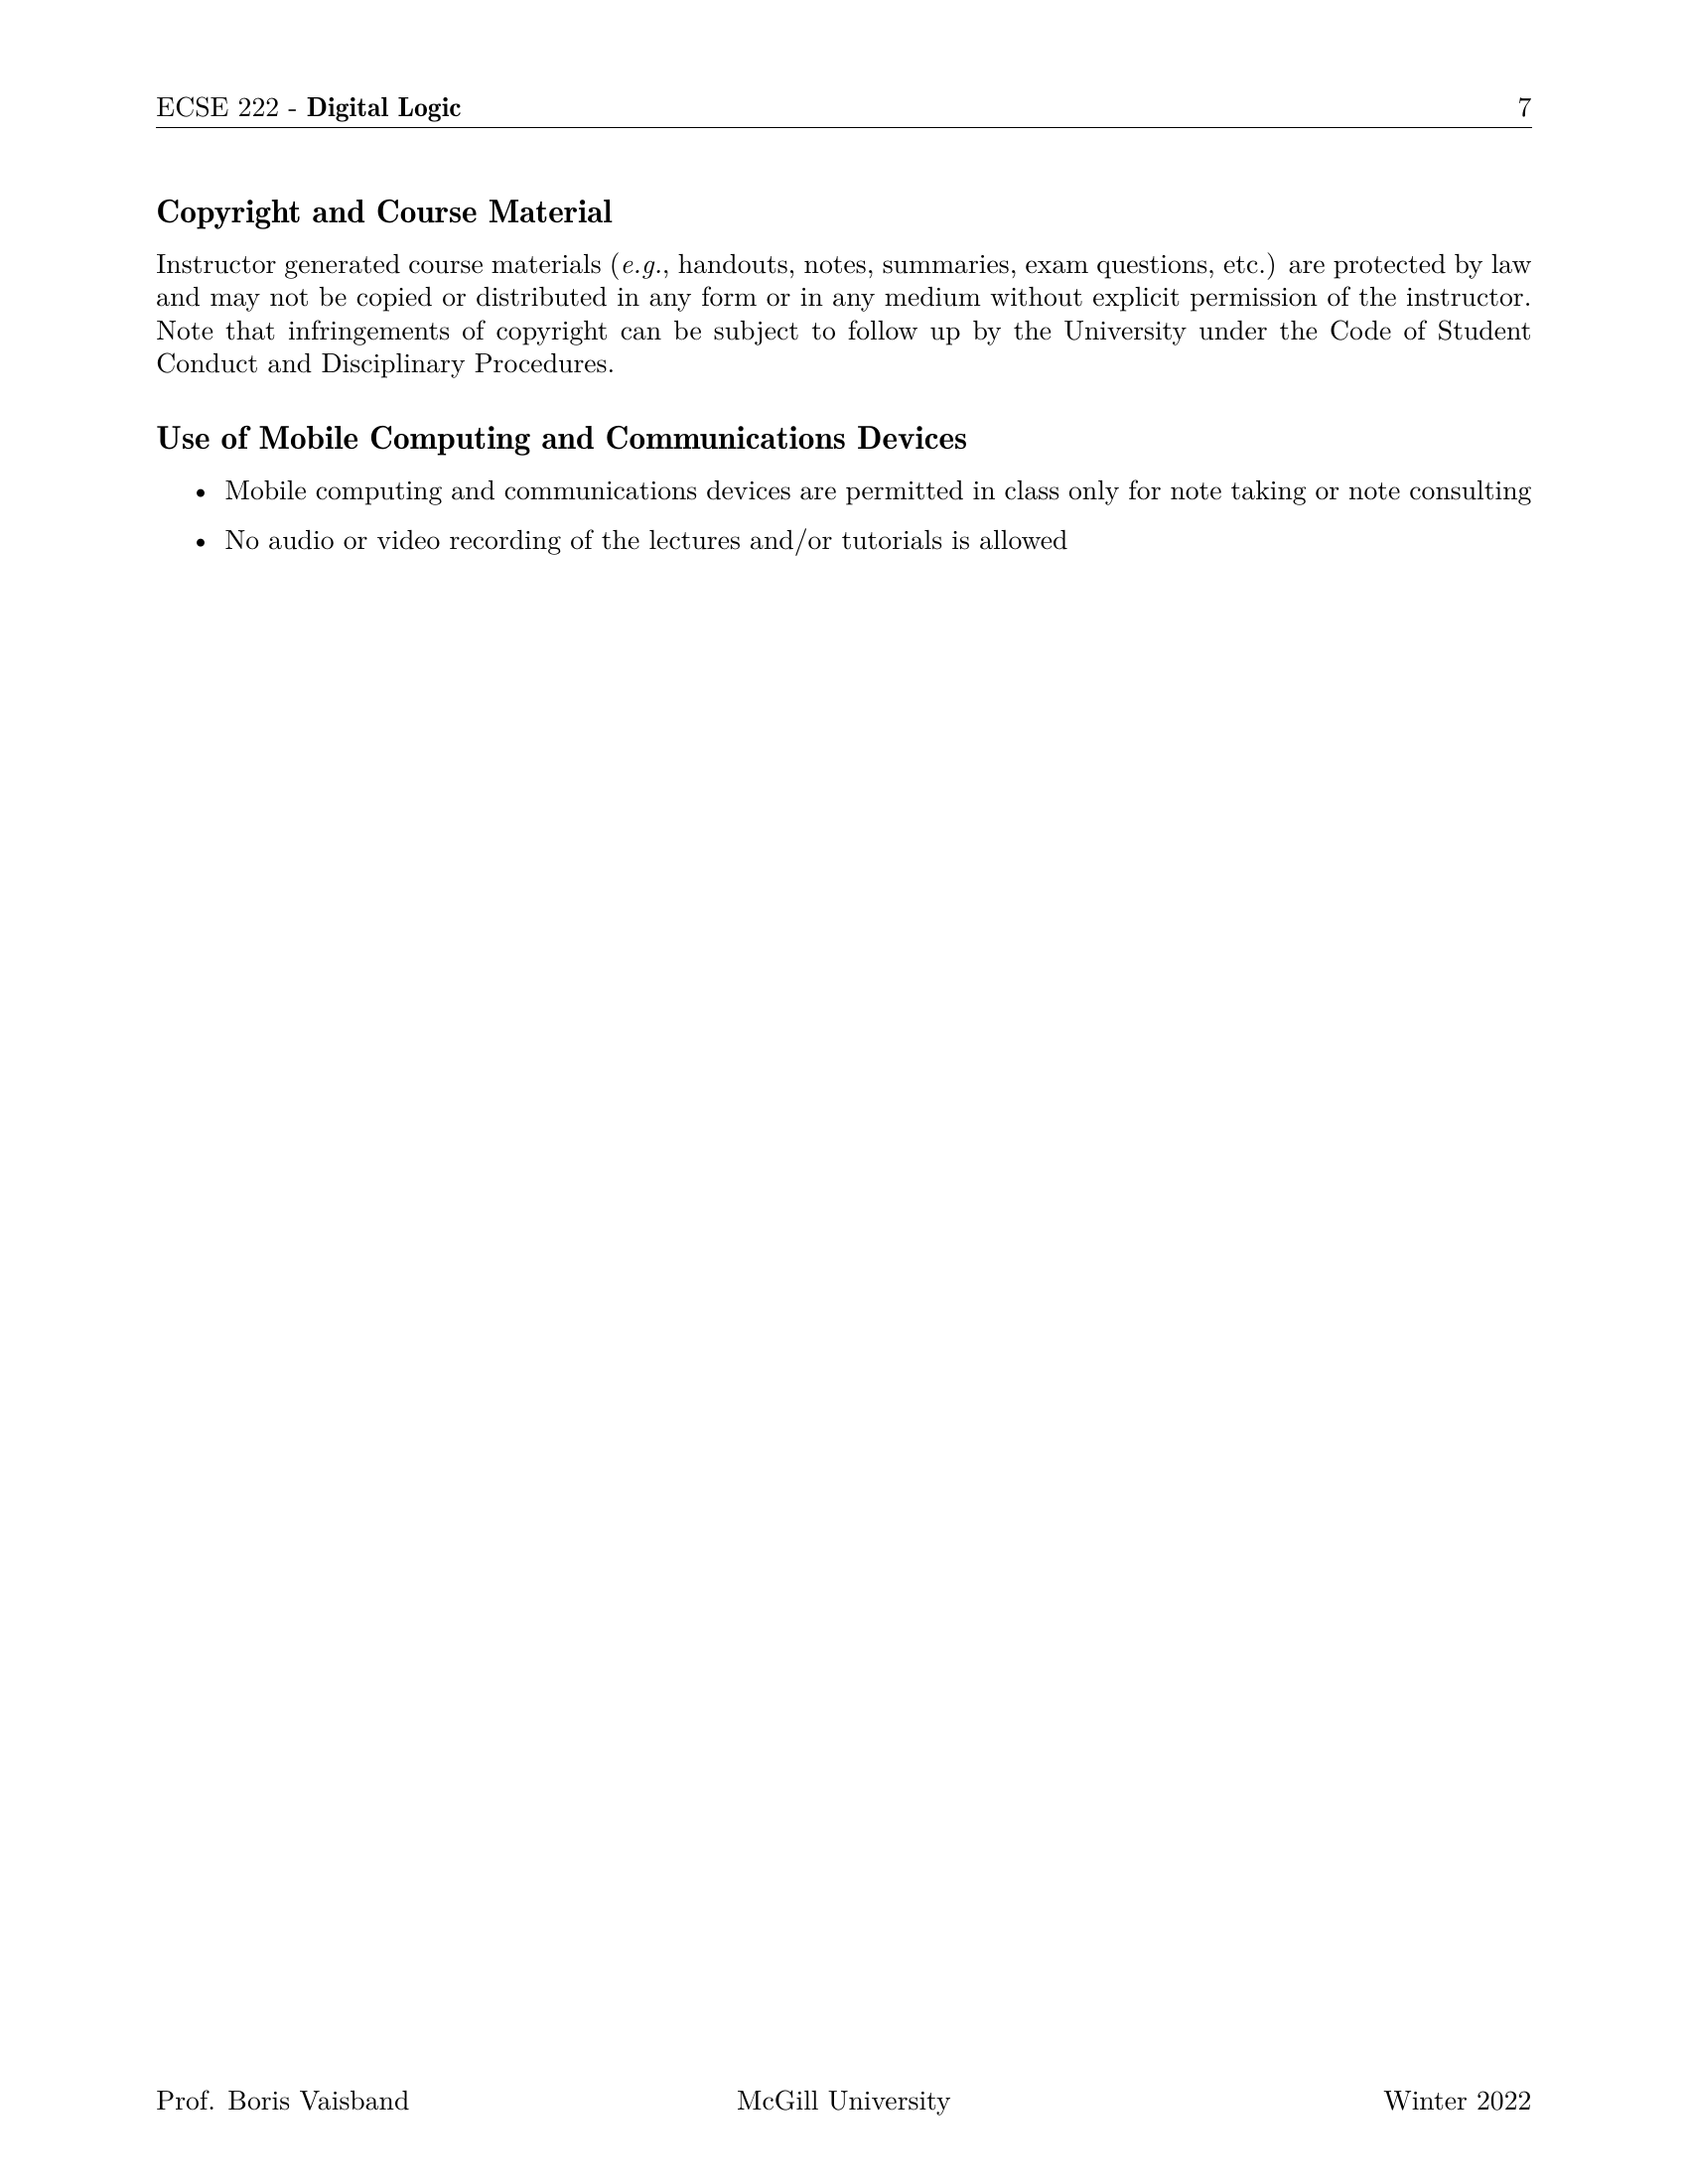 ECSE 222 - Digital Logic 7
Copyright and Course Material
Instructor generated course materials (e.g., handouts, notes, summaries, exam questions, etc.) are protected by law
and may not be copied or distributed in any form or in any medium without explicit permission of the instructor.
Note that infringements of copyright can be subject to follow up by the University under the Code of Student
Conduct and Disciplinary Procedures.
Use of Mobile Computing and Communications Devices
• Mobile computing and communications devices are permitted in class only for note taking or note consulting
• No audio or video recording of the lectures and/or tutorials is allowed
Prof. Boris Vaisband McGill University Winter 2022